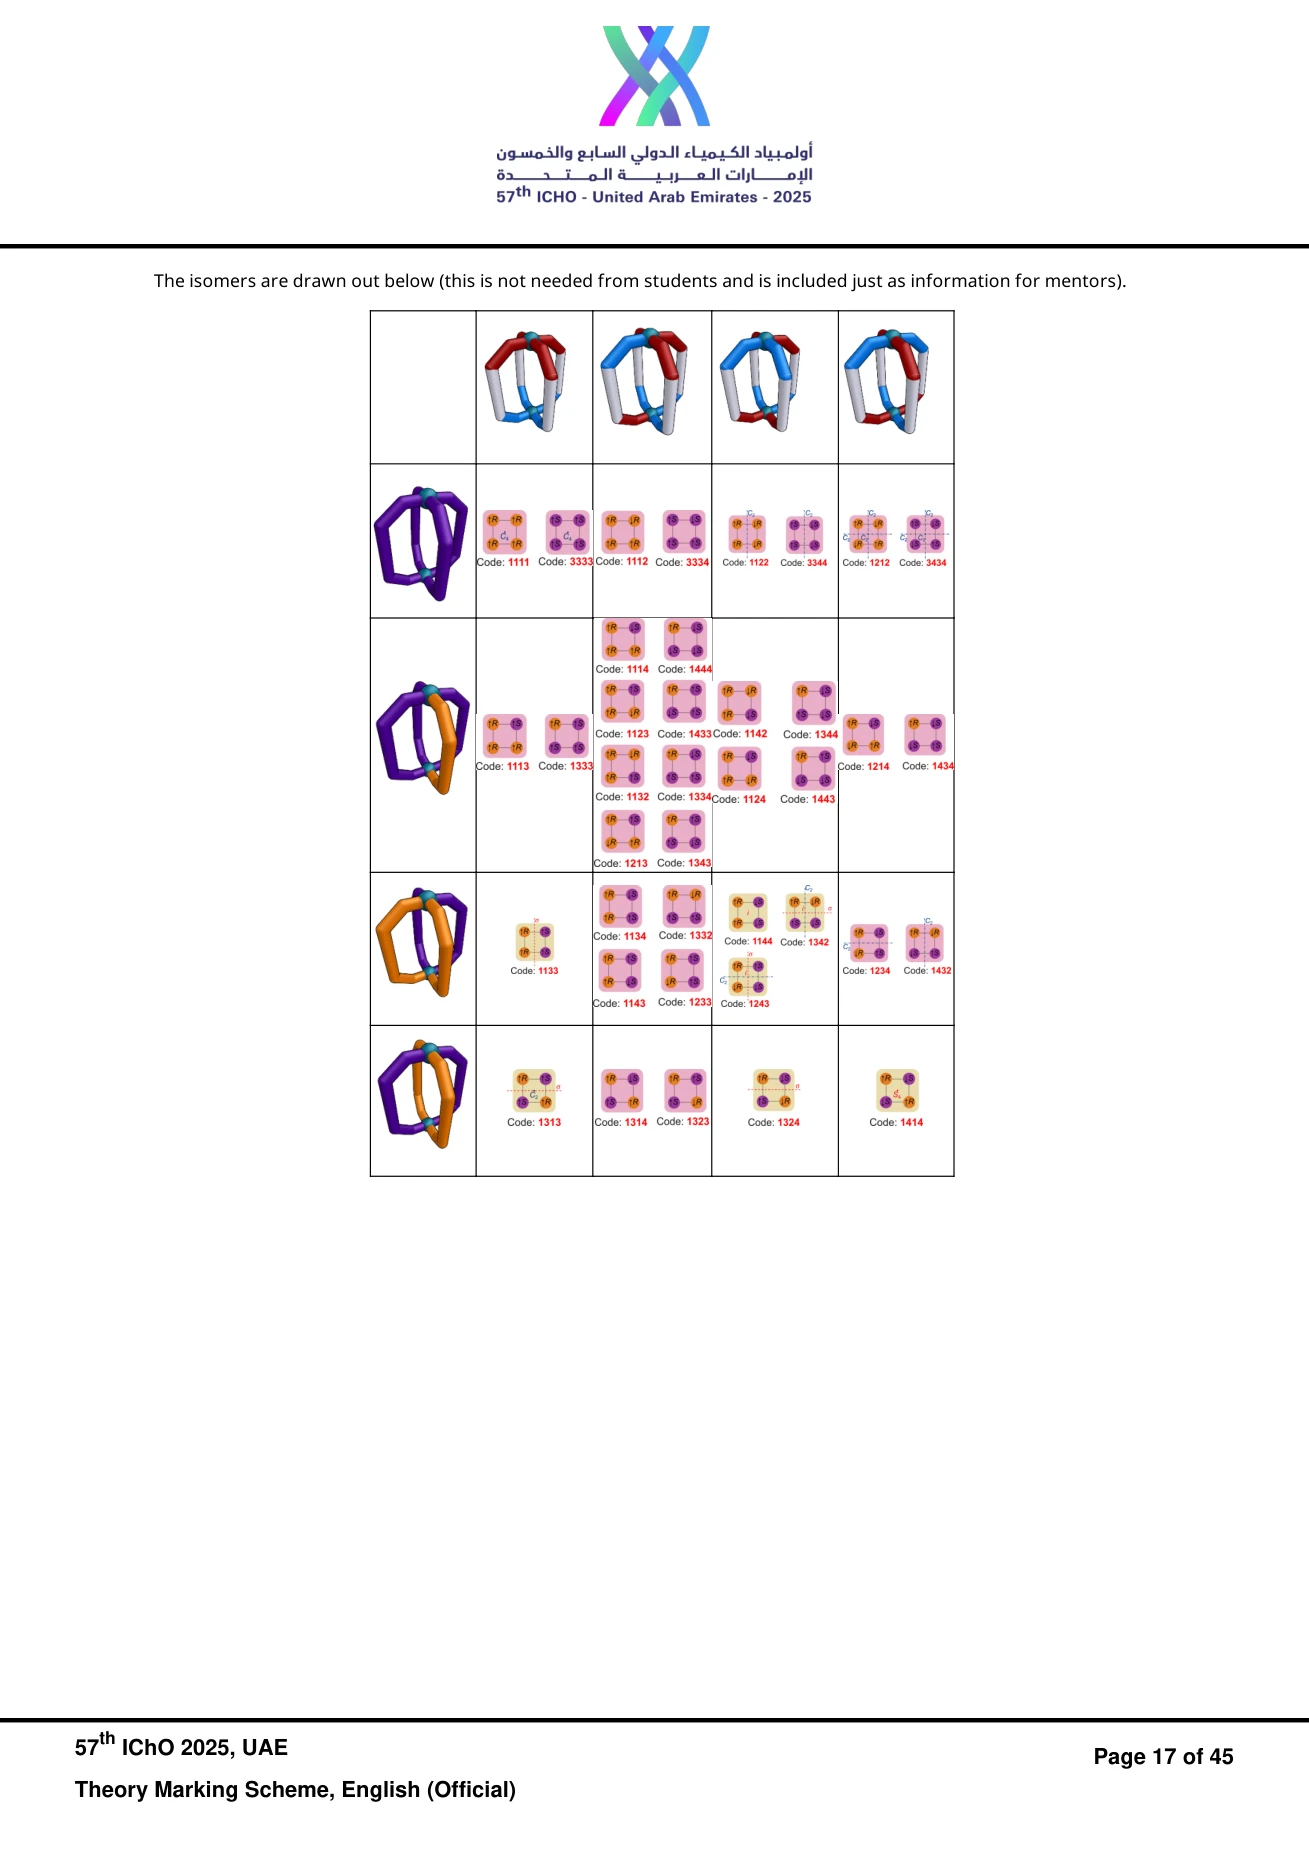 أولمبياد الكيمياء الدولي السابع والخمسون
الإمـــــارات العـــربـيـــــة المـــتـــحـــــدة
57th ICHO - United Arab Emirates - 2025
The isomers are drawn out below (this is not needed from students and is included just as information for mentors).
Code: 1111 Code: 3333 Code: 1112 Code: 3334 Code: 1122 Code: 3344 Code: 1212 Code: 3434
Code: 1114 Code: 1444
Code: 1123 Code: 1433 Code: 1142 Code: 1344
Code: 1113 Code: 1333 Code: 1214 Code: 1434
Code: 1132 Code: 1334 Code: 1124 Code: 1443
Code: 1213 Code: 1343
Code: 1134 Code: 1332 Code: 1144 Code: 1342
Code: 1133 Code: 1234 Code: 1432
Code: 1143 Code: 1233 Code: 1243
Code: 1313 Code: 1314 Code: 1323 Code: 1324 Code: 1414
57th IChO 2025, UAE
Page 17 of 45
Theory Marking Scheme, English (Official)